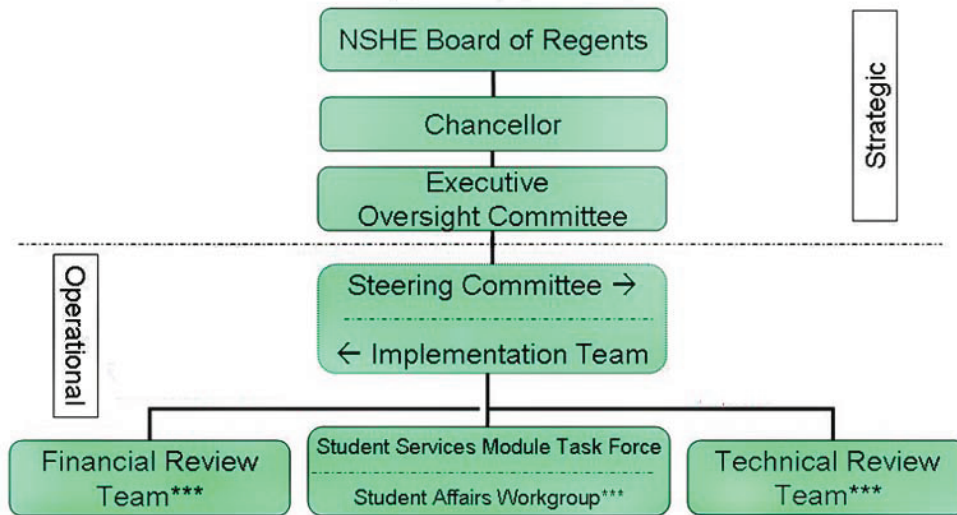 NSHE Board of Regents
Strategic
Chancellor
Executive
Oversight Committee
Operational
Steering Committee →
← Implementation Team
Financial Review
Team***
Student Services Module Task Force
Student Affairs Workgroup***
Technical Review
Team***